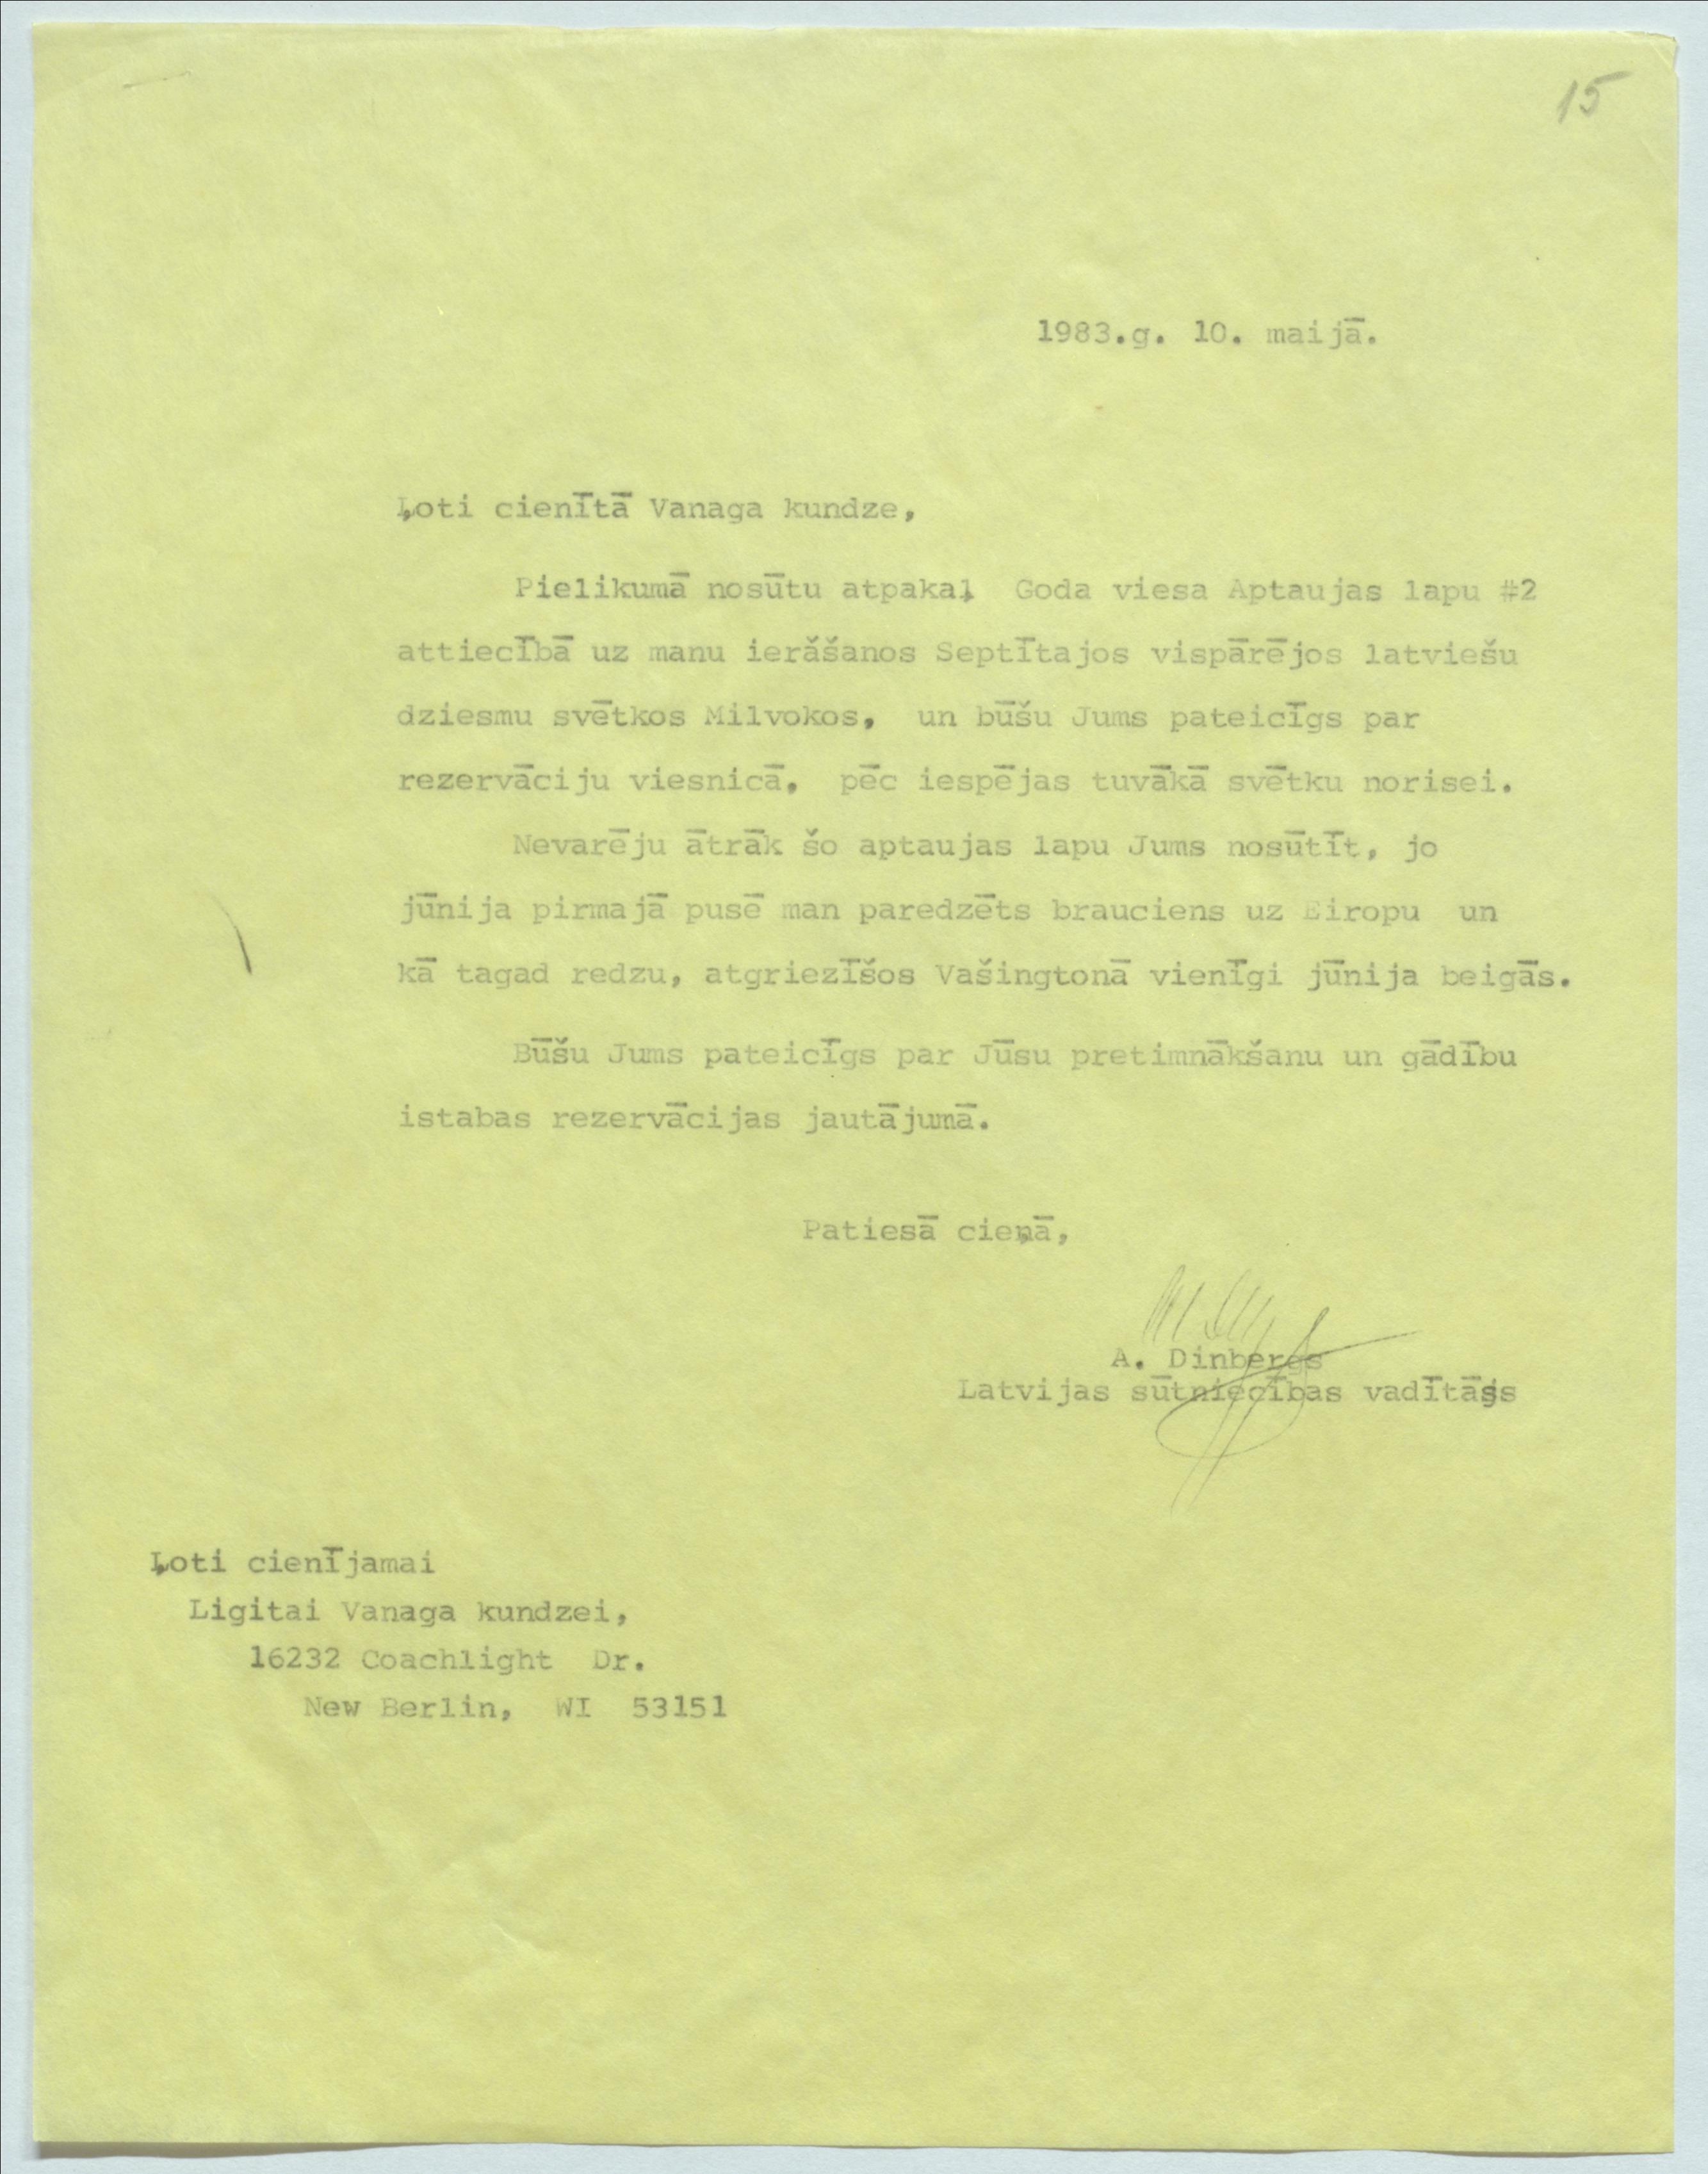 15
1983.g. 10. maijā.
Ļoti cienītā Vanaga kundze,
Pielikumā nosūtu atpakaļ Goda viesa Aptaujas lapu #2
attiecībā uz manu ierāšanos Septītajos vispārējos latviešu
dziesmu svētkos Milvokos, un būšu Jums pateicīgs par
rezervāciju viesnicā, pēc iespējas tuvākā svētku norisei.
Nevarēju ātrāk šo aptaujas lapu Jums nosūtīt, jo
jūnija pirmajā pusē man paredzēts brauciens uz Eiropu un
kā tagad redzu, atgriezīšos Vašingtonā vienīgi jūnija beigās.
Būšu Jums pateicīgs par Jūsu pretimnākšanu un gādību
istabas rezervācijas jautājumā.
Patiesā cieņā,
A. Dinbergs
Latvijas sūtniecības vadītājs
Ļoti cienījamai
Ligitai Vanaga kundzei,
16232 Coachlight Dr.
New Berlin, WI 53151